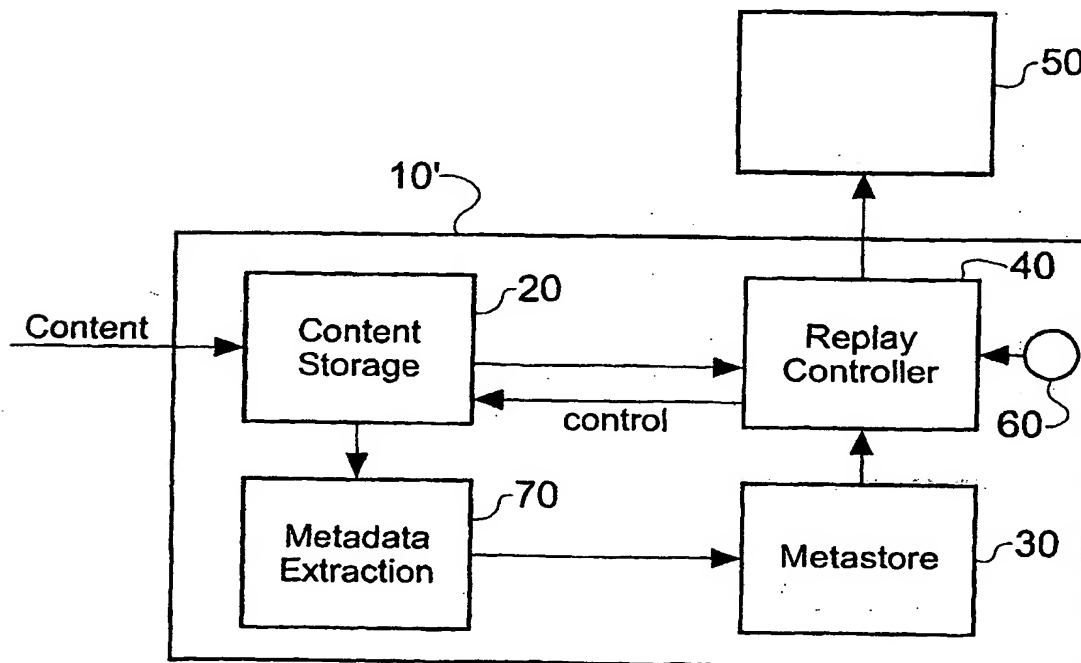 50
10'
20
40
Content
Content
Storage
Replay
Controller
control
60
70
Metadata
Extraction
Metastore
30